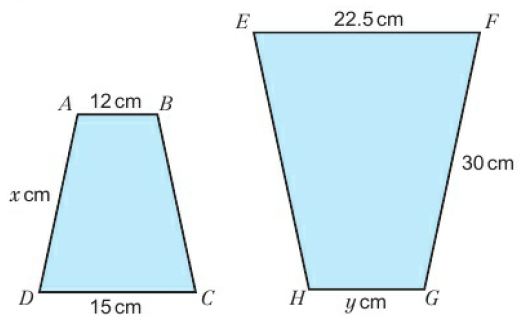 E 22.5 cm F
A 12 cm B
30 cm
x cm
D 15 cm C
H y cm G